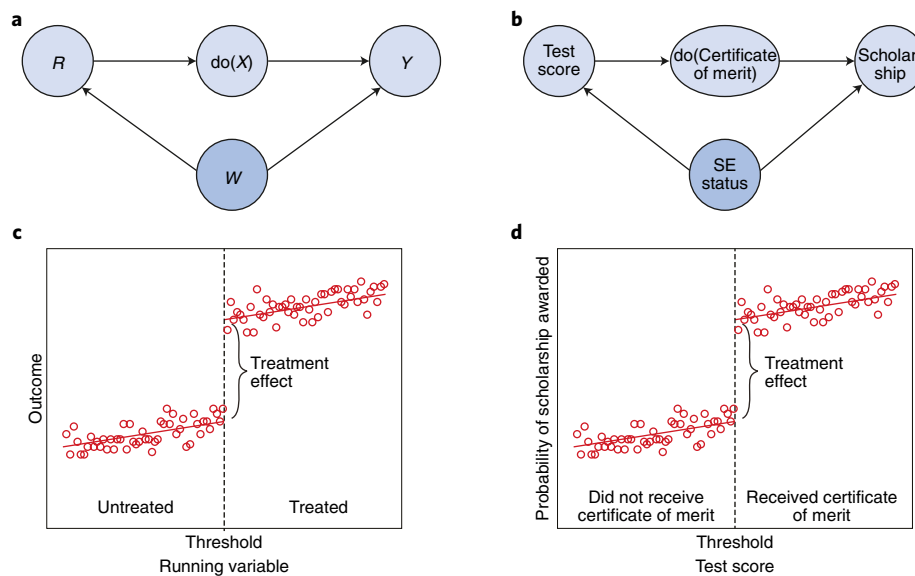 a
R
do(X)
Y
W
b
Test
score
do(Certificate
of merit)
Scholar
ship
SE
status
c
Outcome
Treatment
effect
Untreated
Treated
Threshold
Running variable
d
Probability of scholarship awarded
Treatment
effect
Did not receive
certificate of merit
Received certificate
of merit
Threshold
Test score